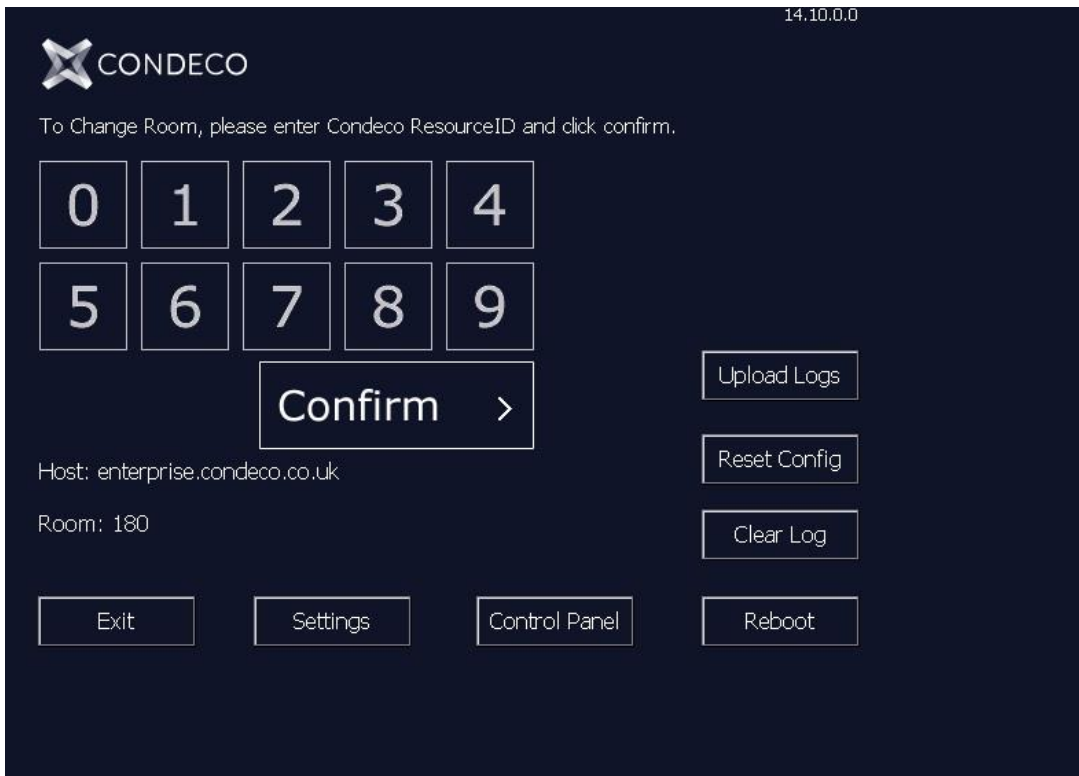 14.10.0.0
CONDECO
To Change Room, please enter Condeco ResourceID and click confirm.
0 1 2 3 4
5 6 7 8 9
Confirm >
Upload Logs
Host: enterprise.condeco.co.uk
Reset Config
Room: 180
Clear Log
Exit Settings Control Panel Reboot